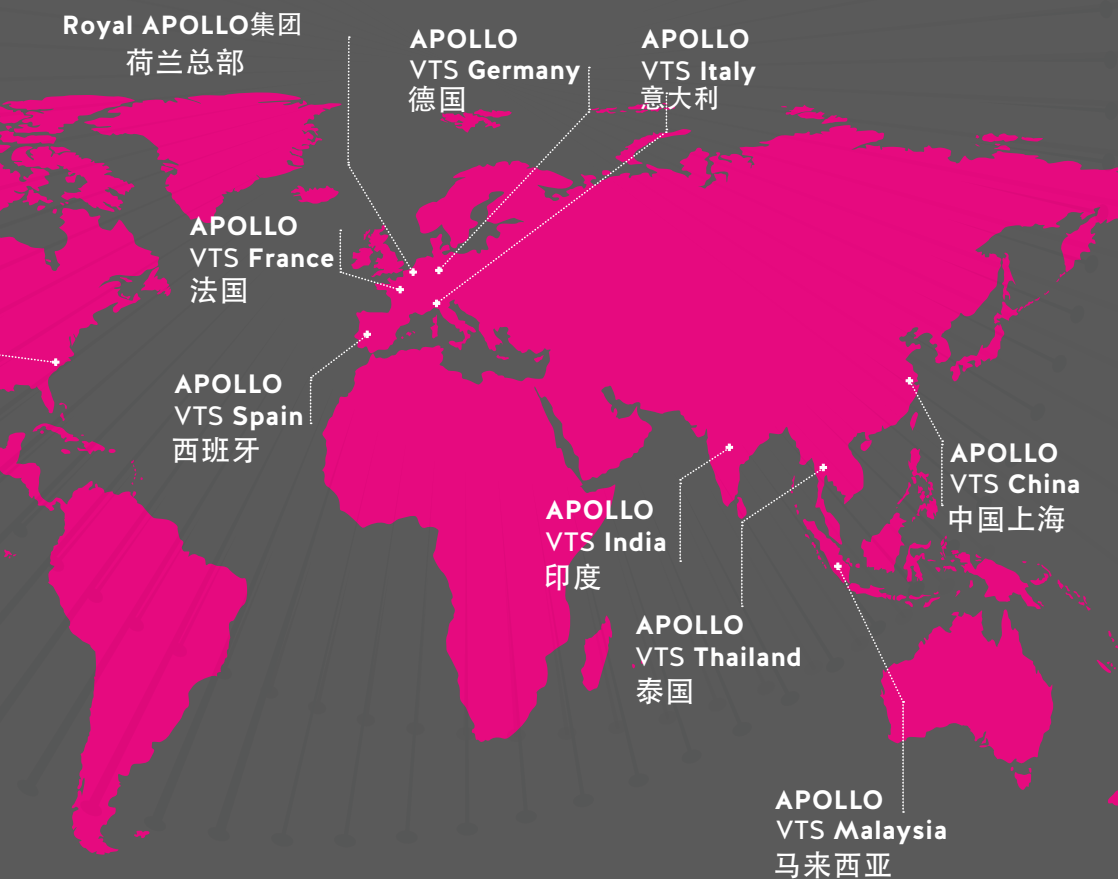 Royal APOLLO集团
荷兰总部
APOLLO
VTS Germany
德国
APOLLO
VTS Italy
意大利
APOLLO
VTS France
法国
APOLLO
VTS Spain
西班牙
APOLLO
VTS China
中国上海
APOLLO
VTS India
印度
APOLLO
VTS Thailand
泰国
APOLLO
VTS Malaysia
马来西亚